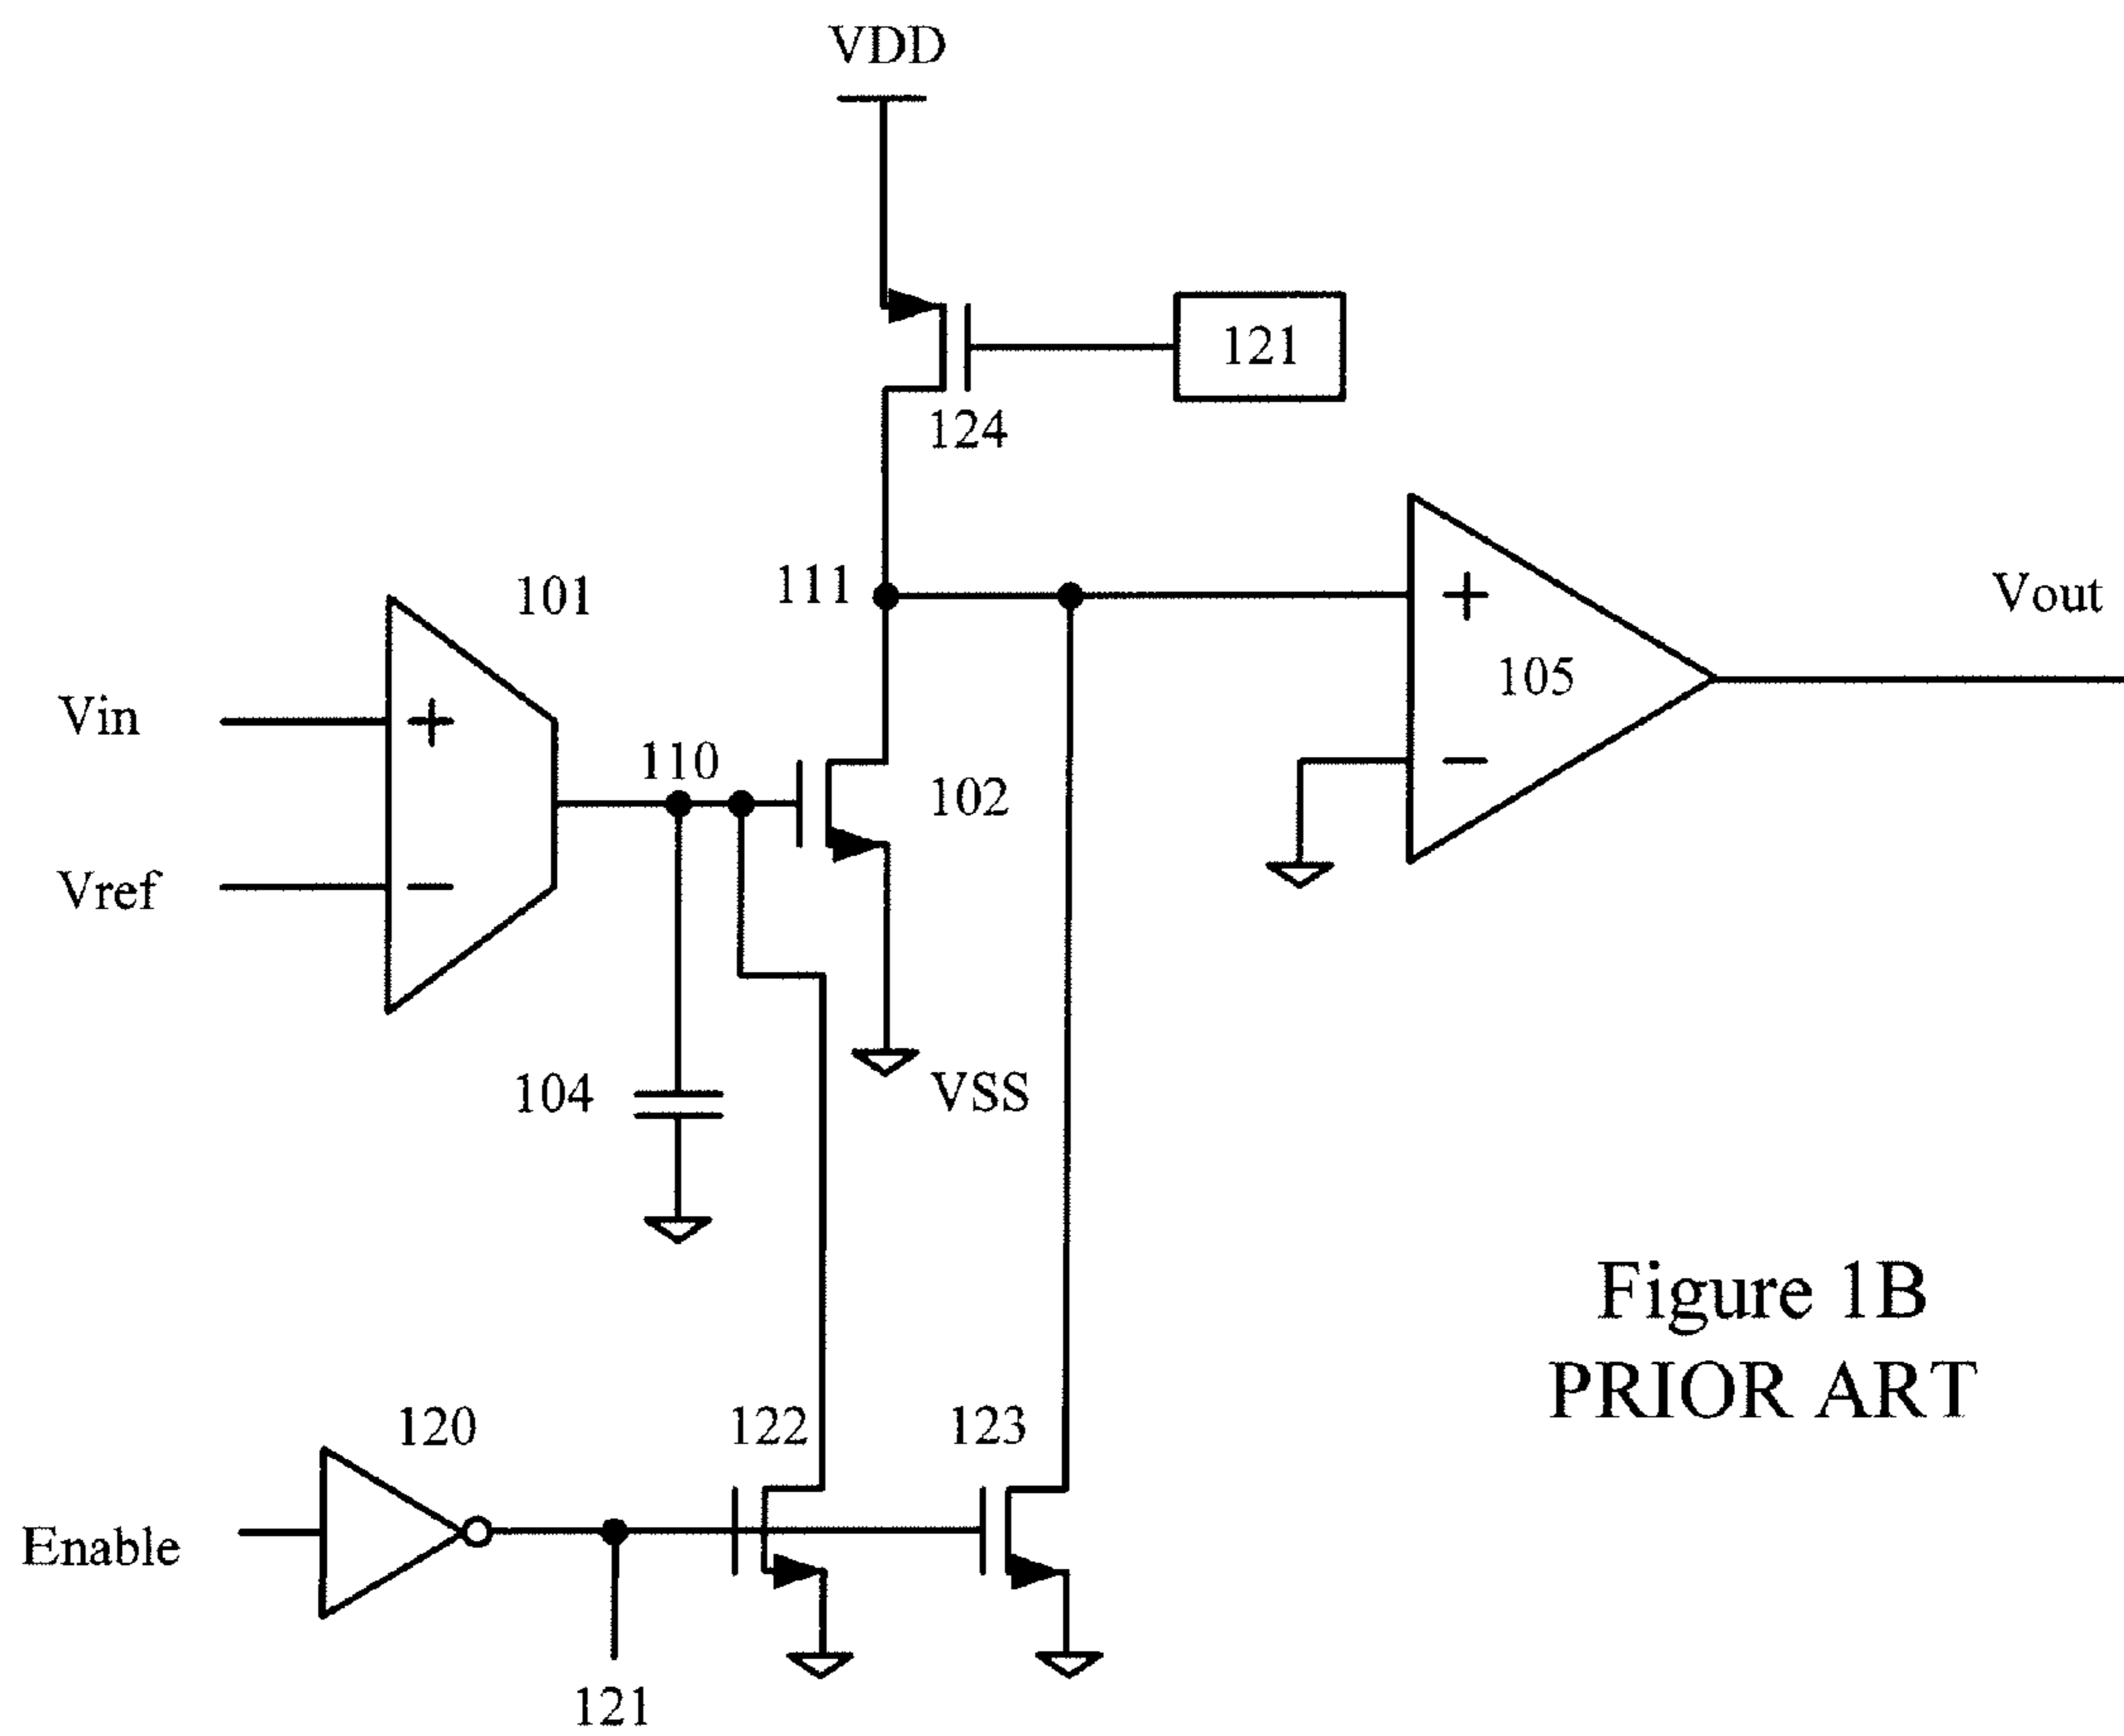 VDD
121
124
111
101
Vout
+
105
Vin
+
110
102
−
Vref
−
104
VSS
Figure 1B
PRIOR ART
120
122
123
Enable
121